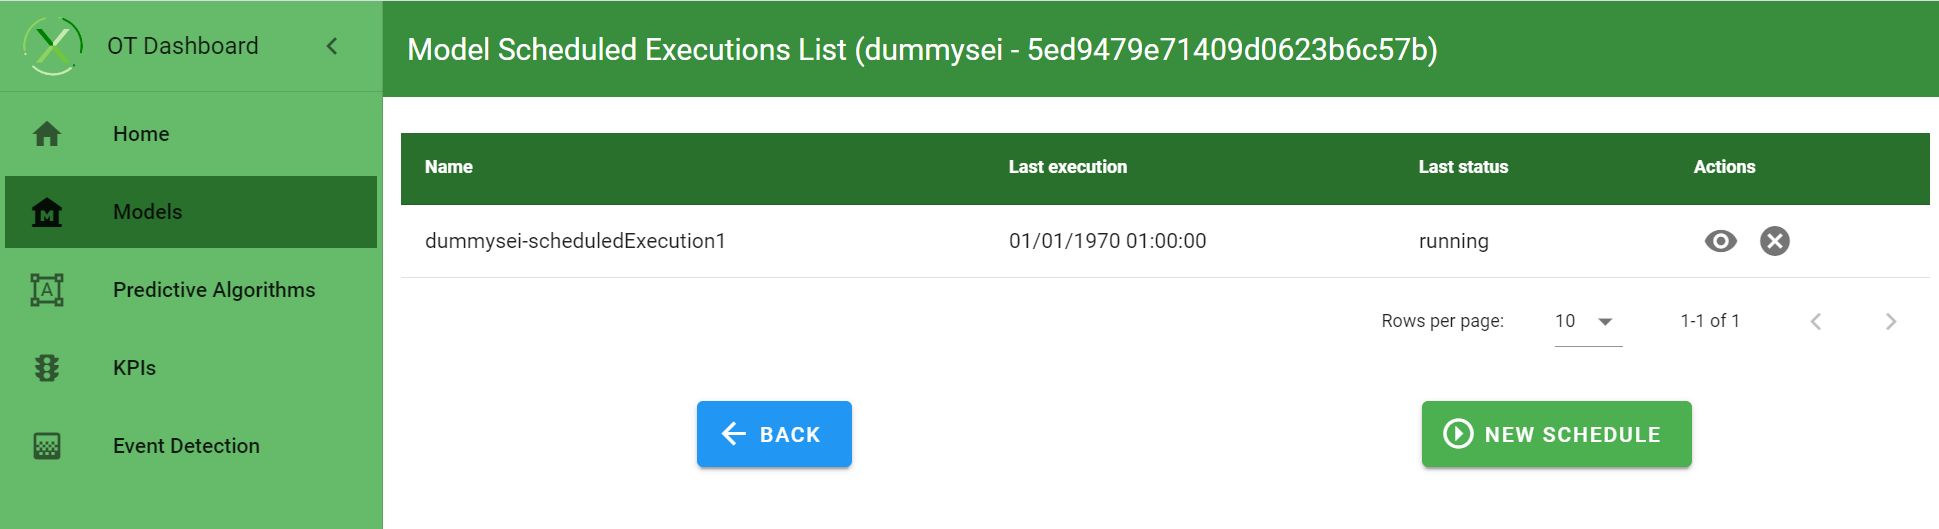 OT Dashboard
Model Scheduled Executions List (dummysei - 5ed9479e71409d0623b6c57b)
Home
Models
Predictive Algorithms
KPIs
Event Detection
Name Last execution Last status Actions
dummysei-scheduledExecution1 01/01/1970 01:00:00 running
Rows per page: 10 1-1 of 1
BACK NEW SCHEDULE